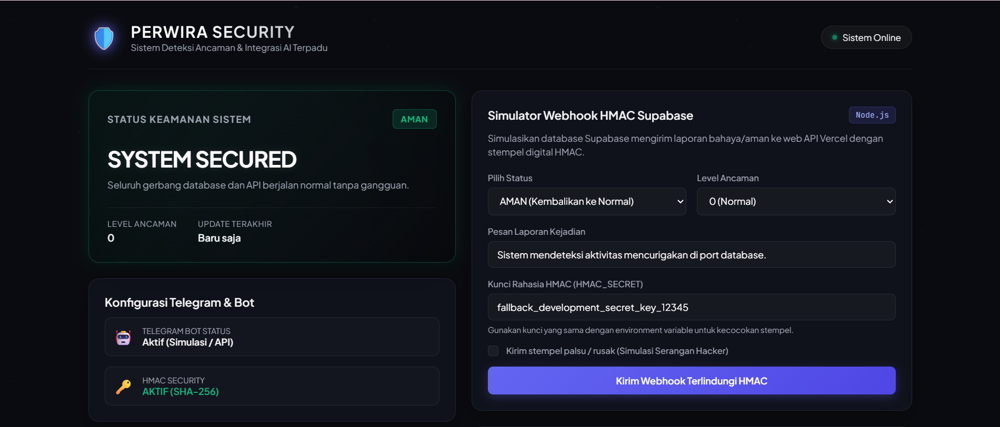 PERWIRA SECURITY
Sistem Deteksi Ancaman & Integrasi AI Terpadu
Sistem Online
STATUS KEAMANAN SISTEM
AMAN
SYSTEM SECURED
Seluruh gerbang database dan API berjalan normal tanpa gangguan.
LEVEL ANCAMAN
0
UPDATE TERAKHIR
Baru saja
Konfigurasi Telegram & Bot
TELEGRAM BOT STATUS
Aktif (Simulasi / API)
HMAC SECURITY
AKTIF (SHA-256)
Simulator Webhook HMAC Supabase
Node.js
Simulasikan database Supabase mengirim laporan bahaya/aman ke web API Vercel dengan
stempel digital HMAC.
Pilih Status
AMAN (Kembalikan ke Normal)
Level Ancaman
0 (Normal)
Pesan Laporan Kejadian
Sistem mendeteksi aktivitas mencurigakan di port database.
Kunci Rahasia HMAC (HMAC_SECRET)
fallback_development_secret_key_12345
Gunakan kunci yang sama dengan environment variable untuk kecocokan stempel.
Kirim stempel palsu / rusak (Simulasi Serangan Hacker)
Kirim Webhook Terlindungi HMAC